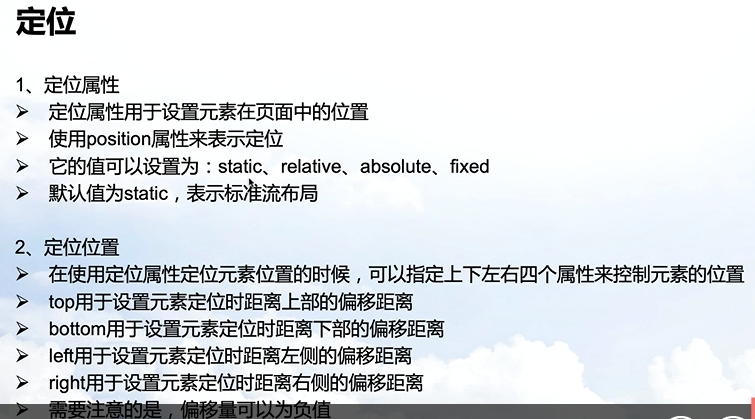 定位
1、定位属性
➢ 定位属性用于设置元素在页面中的位置
➢ 使用position属性来表示定位
➢ 它的值可以设置为：static、relative、absolute、fixed
➢ 默认值为static，表示标准流布局
2、定位位置
➢ 在使用定位属性定位元素位置的时候，可以指定上下左右四个属性来控制元素的位置
➢ top用于设置元素定位时距离上部的偏移距离
➢ bottom用于设置元素定位时距离下部的偏移距离
➢ left用于设置元素定位时距离左侧的偏移距离
➢ right用于设置元素定位时距离右侧的偏移距离
➢ 需要注意的是，偏移量可以为负值